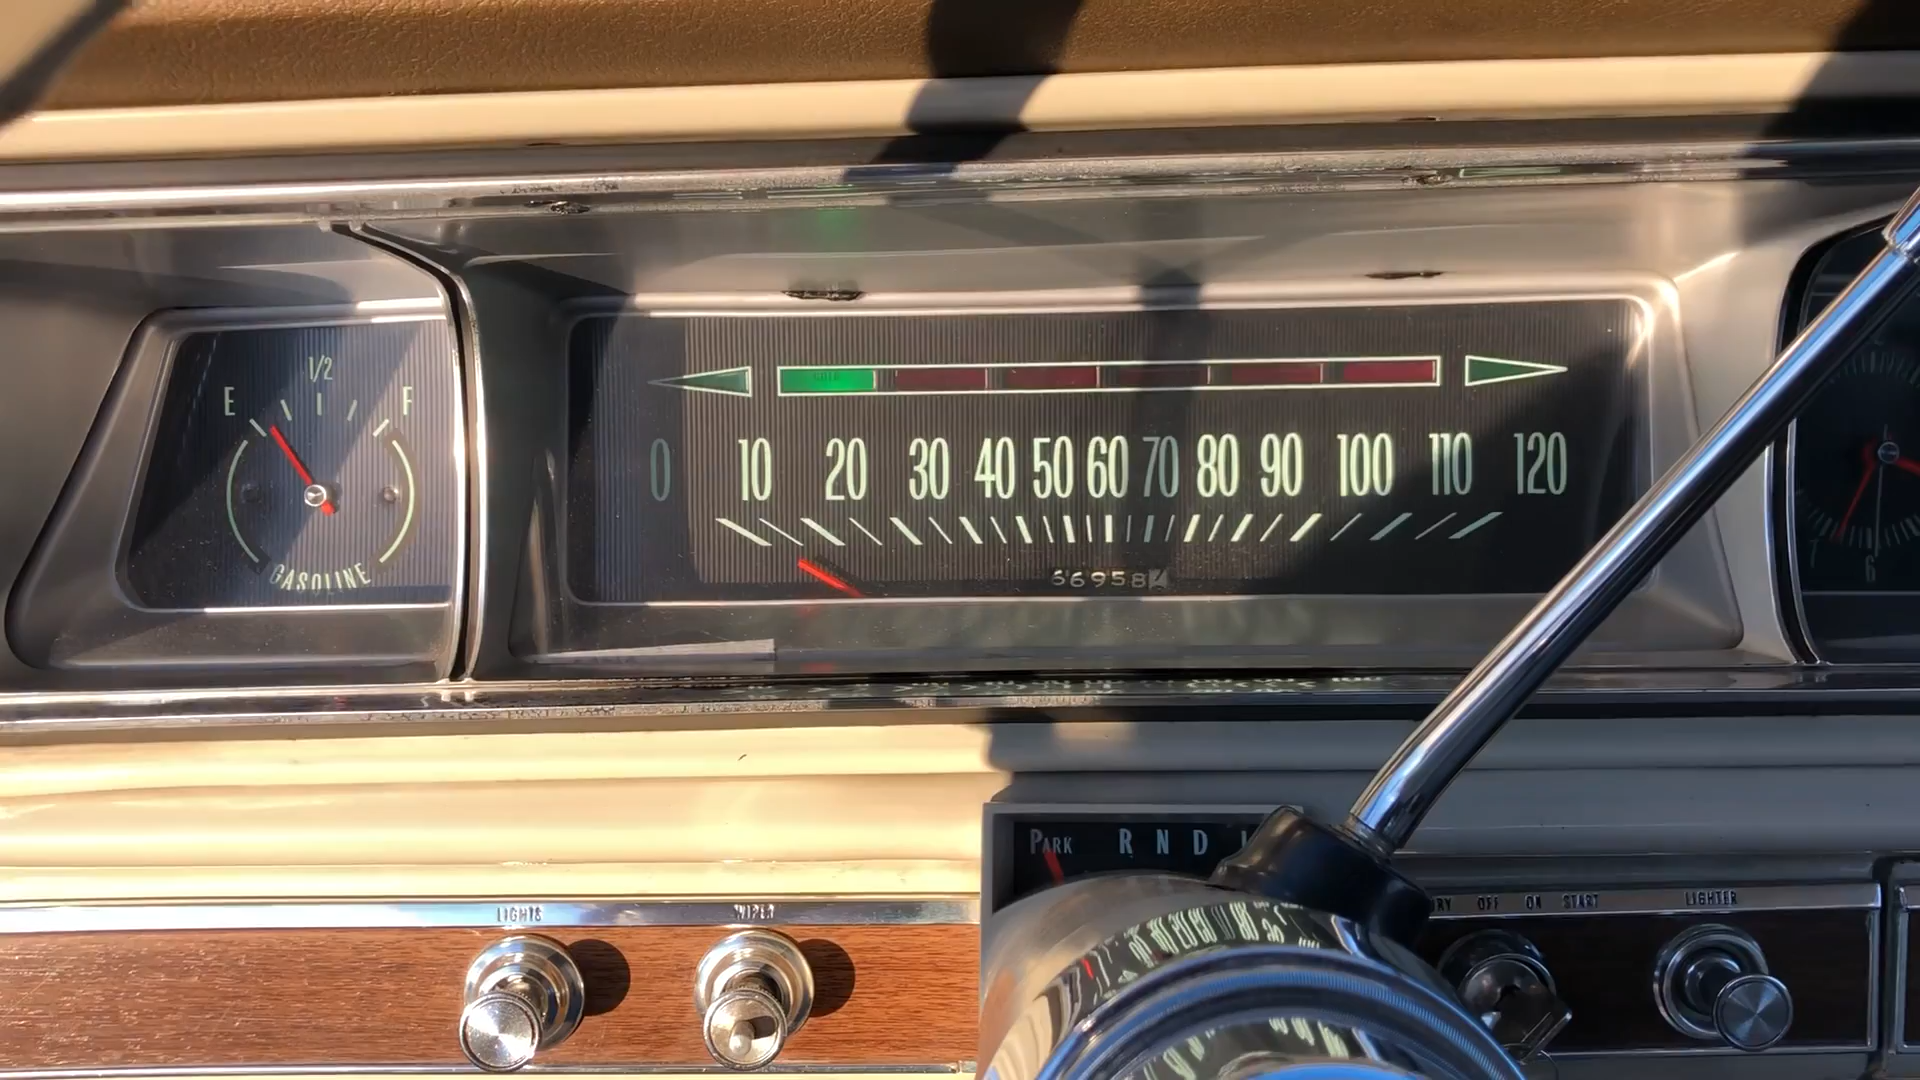 1/2
E F
GASOLINE
0 10 20 30 40 50 60 70 80 90 100 110 120
66958
6
PARK R N D
LIGHTS WIPER
OFF ON START LIGHTER